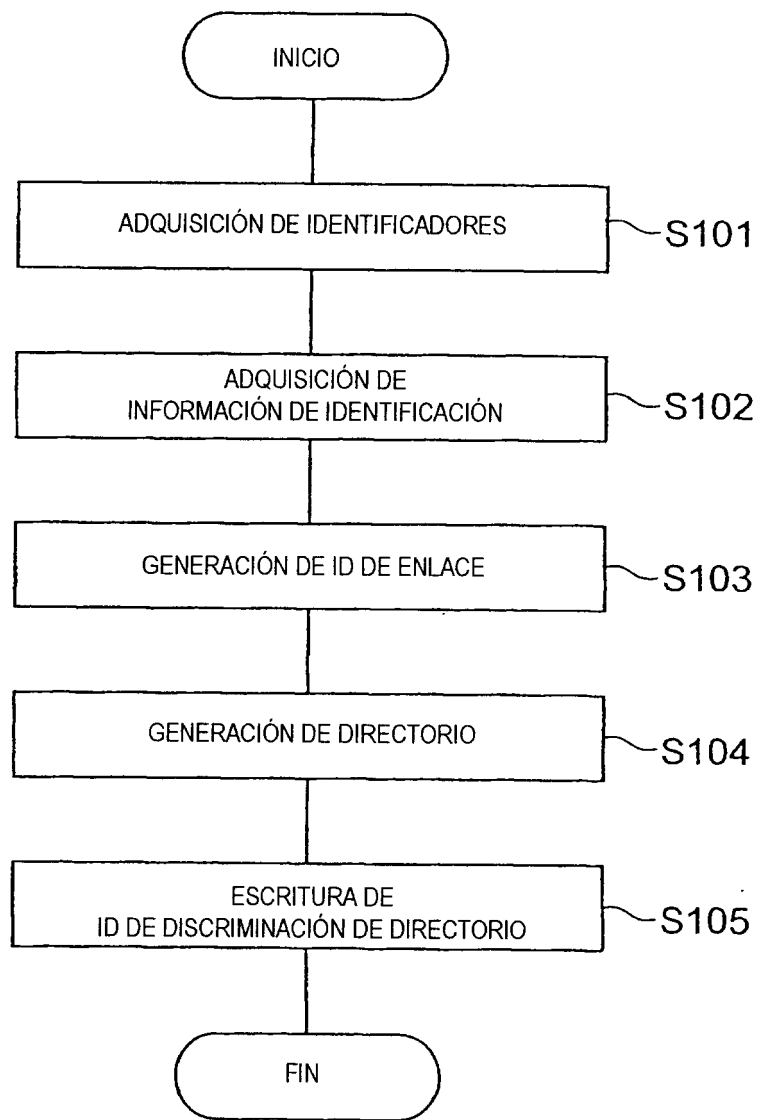 INICIO
ADQUISICIÓN DE IDENTIFICADORES
S101
ADQUISICIÓN DE
INFORMACIÓN DE IDENTIFICACIÓN
S102
GENERACIÓN DE ID DE ENLACE
S103
GENERACIÓN DE DIRECTORIO
S104
ESCRITURA DE
ID DE DISCRIMINACIÓN DE DIRECTORIO
S105
FIN